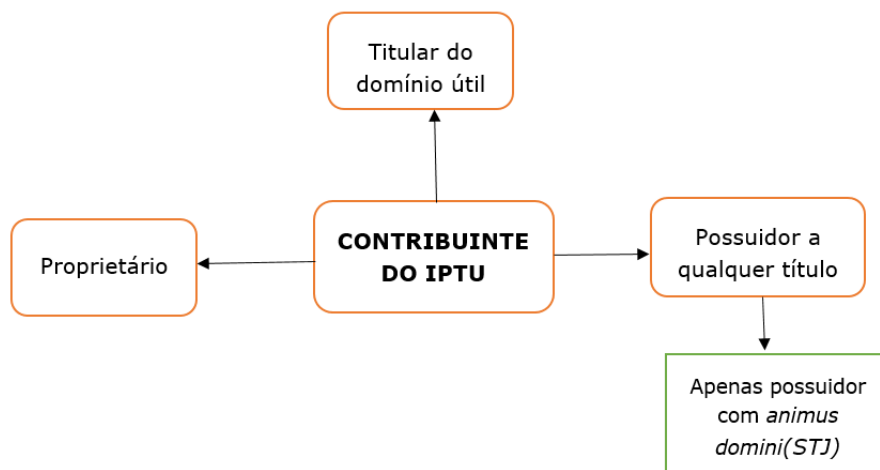 Titular do
domínio útil
CONTRIBUINTE
DO IPTU
Proprietário
Possuidor a
qualquer título
Apenas possuidor
com animus
domini(STJ)